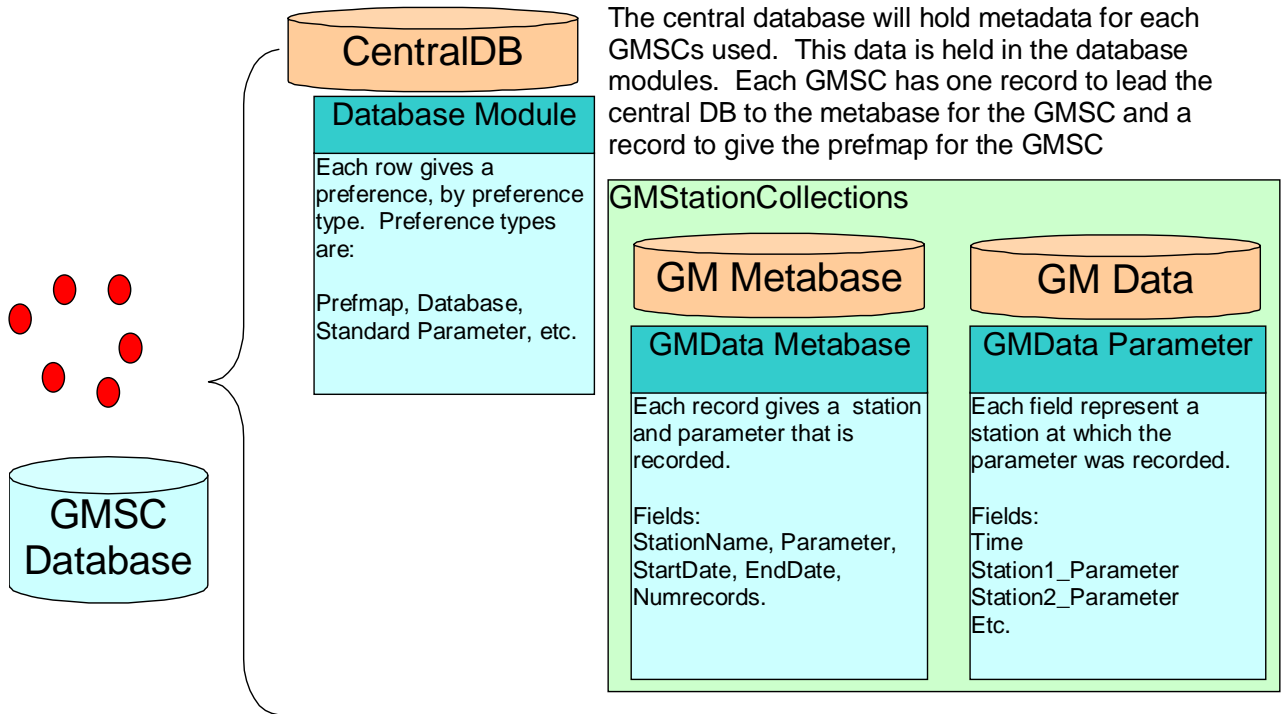 CentralDB
Database Module
Each row gives a
preference, by preference
type.  Preference types
are:
Prefmap, Database,
Standard Parameter, etc.
The central database will hold metadata for each
GMSCs used.  This data is held in the database
modules.  Each GMSC has one record to lead the
central DB to the metabase for the GMSC and a
record to give the prefmap for the GMSC
GMStationCollections
GM Metabase
GMData Metabase
Each record gives a  station
and parameter that is
recorded.
Fields:
StationName, Parameter,
StartDate, EndDate,
Numrecords.
GM Data
GMData Parameter
Each field represent a
station at which the
parameter was recorded.
Fields:
Time
Station1_Parameter
Station2_Parameter
Etc.
GMSC
Database